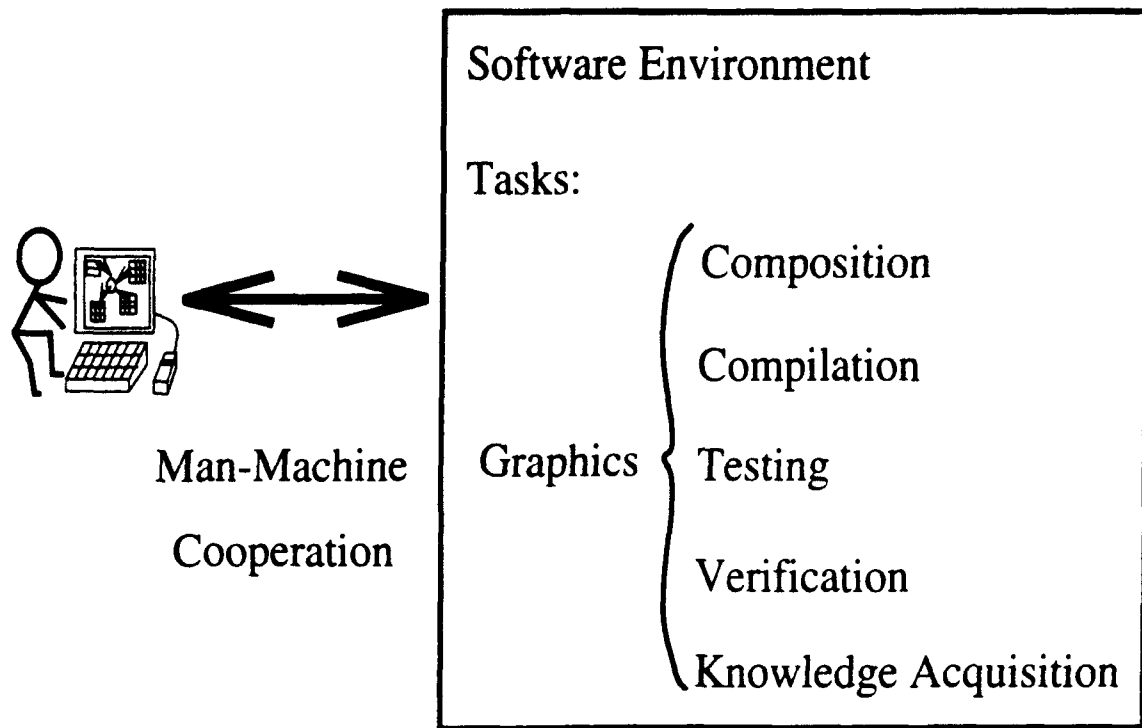 Software Environment
Tasks:
Composition
Compilation
Man-Machine
Cooperation
Graphics
Testing
Verification
Knowledge Acquisition